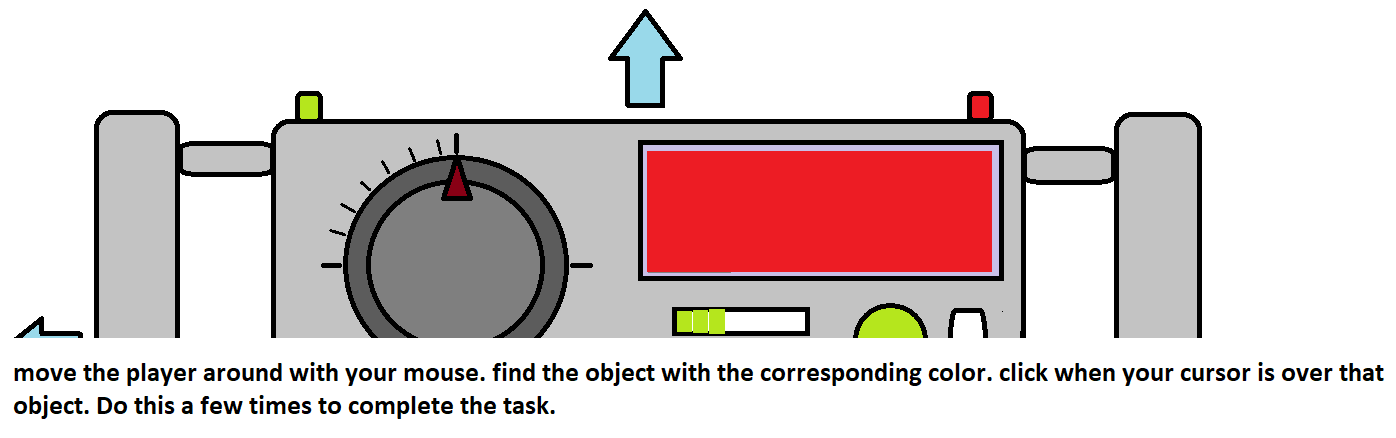 move the player around with your mouse. find the object with the corresponding color. click when your cursor is over that
object. Do this a few times to complete the task.